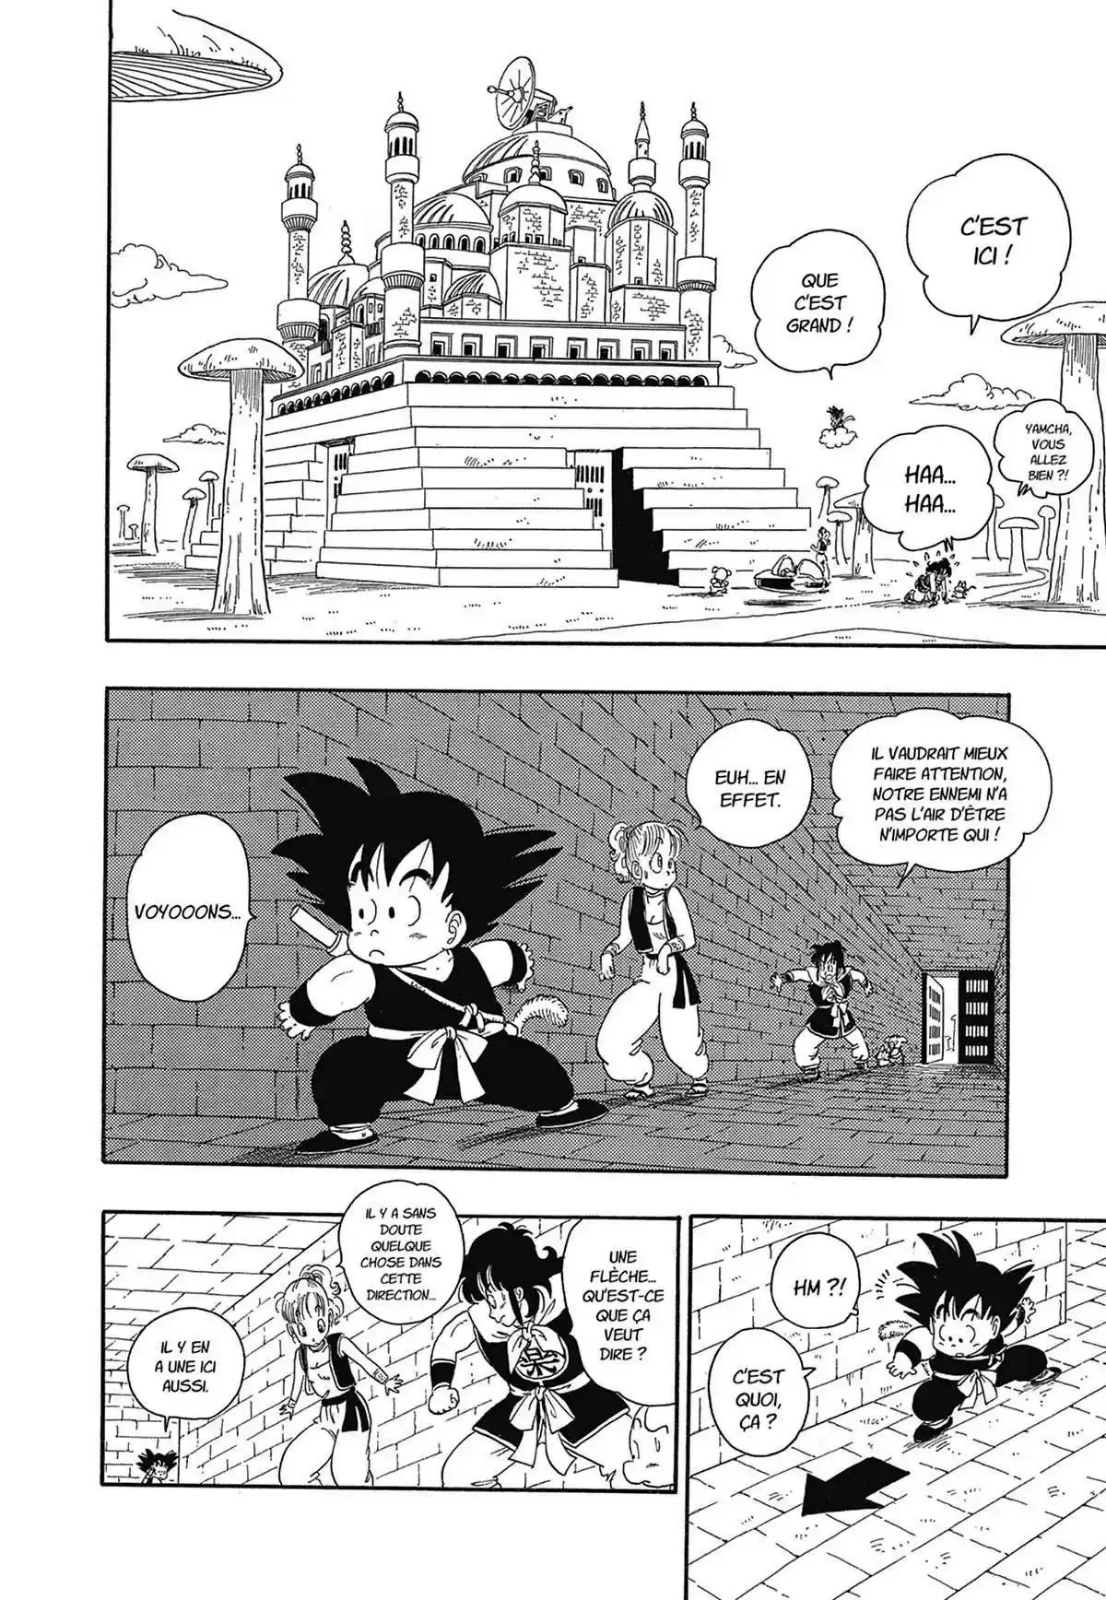 C'EST
ICI !
QUE
C'EST
GRAND !
YAMCHA,
VOUS
ALLEZ
BIEN ?!
HAA...
HAA...
IL VAUDRAIT MIEUX
FAIRE ATTENTION,
NOTRE ENNEMI N'A
PAS L'AIR D'ÊTRE
N'IMPORTE QUI !
EUH... EN
EFFET.
VOYOOONS...
HM ?!
C'EST
QUOI,
ÇA ?
UNE
FLÈCHE...
QU'EST-CE
QUE ÇA
VEUT
DIRE ?
IL Y A SANS
DOUTE
QUELQUE
CHOSE DANS
CETTE
DIRECTION...
IL Y EN
A UNE ICI
AUSSI.